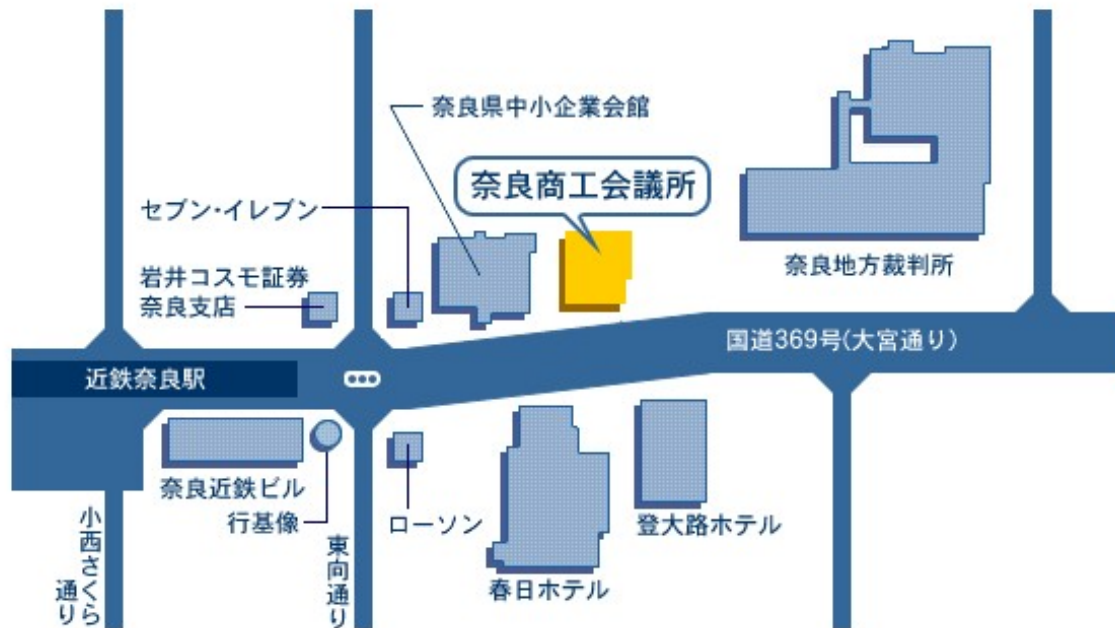 奈良県中小企業会館
奈良商工会議所
セブン・イレブン
奈良地方裁判所
岩井コスモ証券
奈良支店
国道369号(大宮通り)
近鉄奈良駅
奈良近鉄ビル
行基像
ローソン
登大路ホテル
春日ホテル
小西さくら
通り
東向通り